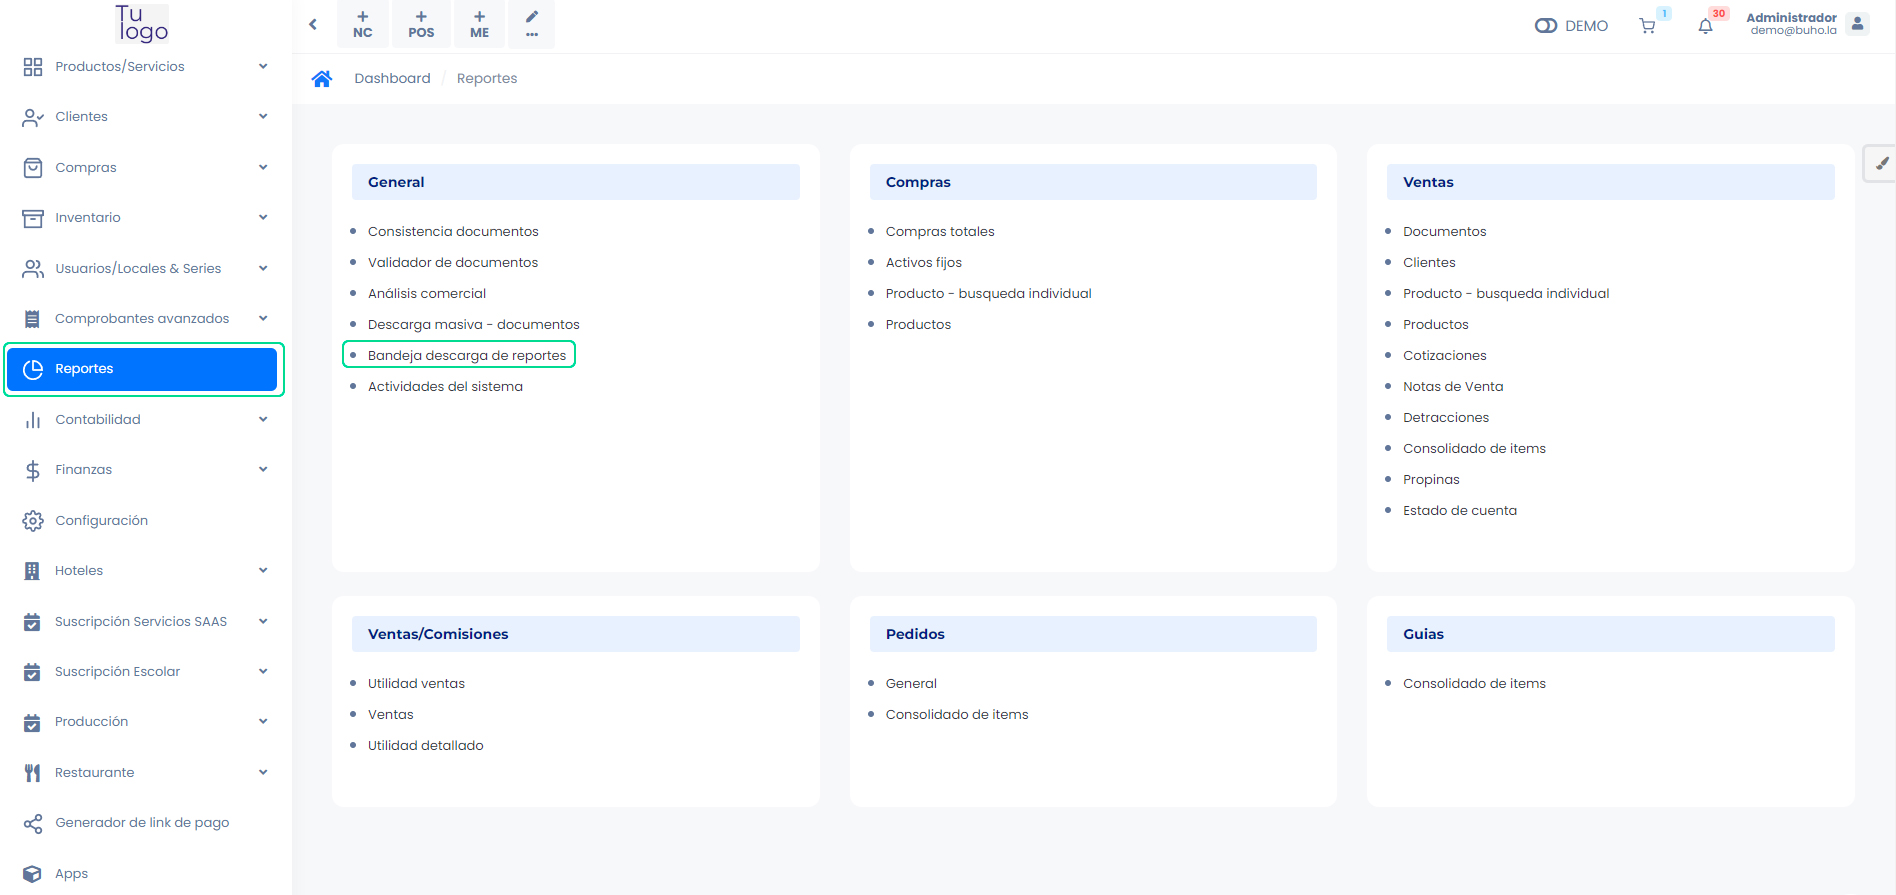 Tu
logo
Productos/Servicios
Clientes
Compras
Inventario
Usuarios/Locales & Series
Comprobantes avanzados
Reportes
Contabilidad
Finanzas
Configuración
Hoteles
Suscripción Servicios SAAS
Suscripción Escolar
Producción
Restaurante
Generador de link de pago
Apps
NC
POS
ME
...
DEMO
1
30
Administrador
demo@buho.la
Dashboard / Reportes
General
Consistencia documentos
Validador de documentos
Análisis comercial
Descarga masiva - documentos
Bandeja descarga de reportes
Actividades del sistema
Compras
Compras totales
Activos fijos
Producto - busqueda individual
Productos
Ventas
Documentos
Clientes
Producto - busqueda individual
Productos
Cotizaciones
Notas de Venta
Detracciones
Consolidado de items
Propinas
Estado de cuenta
Ventas/Comisiones
Utilidad ventas
Ventas
Utilidad detallado
Pedidos
General
Consolidado de items
Guias
Consolidado de items